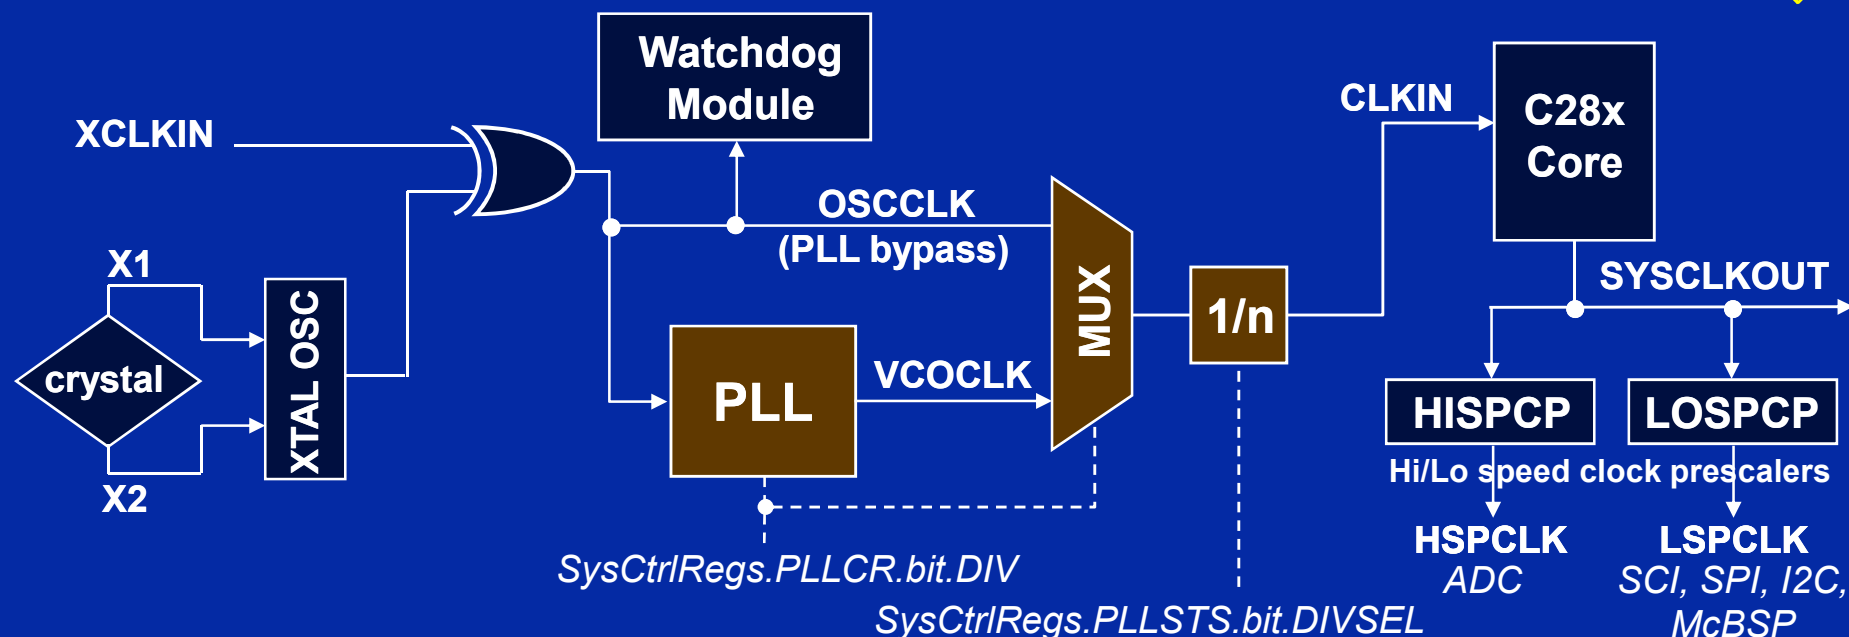 Watchdog
Module
XCLKIN
CLKIN
C28x
Core
OSCCLK
(PLL bypass)
X1
XTAL OSC
crystal
X2
PLL
VCOCLK
MUX
1/n
SYSCLKOUT
HISPCP
LOSPCP
Hi/Lo speed clock prescalers
HSPCLK
ADC
LSPCLK
SCI, SPI, I2C,
McBSP
SysCtrlRegs.PLLCR.bit.DIV
SysCtrlRegs.PLLSTS.bit.DIVSEL